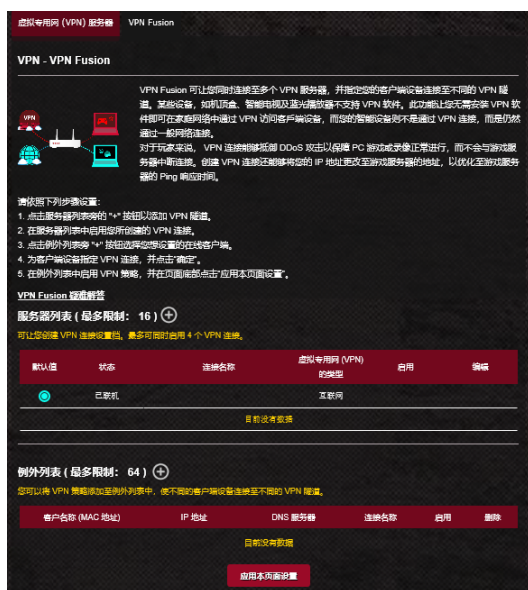 虚拟专用网 (VPN) 服务器 VPN Fusion
VPN - VPN Fusion
VPN Fusion 可让您同时连接至多个 VPN 服务器，并指定您的客户端设备连接至不同的 VPN 隧
道。某些设备，如机顶盒、智能电视及蓝光播放器不支持 VPN 软件。此功能让您无需安装 VPN 软
件即可在家庭网络中通过 VPN 访问客戶端设备，而您的智能设备则不是通过 VPN 连接，而是仍然
通过一般网络连接。
对于玩家来说， VPN 连接能够抵御 DDoS 攻击以保障 PC 游戏或录像正常进行，而不会与游戏服
务器中断连接。创建 VPN 连接还能够将您的 IP 地址更改至游戏服务器的地址，以优化至游戏服务
器的 Ping 响应时间。
VPN
请依照下列步骤设置：
1. 点击服务器列表旁的 "+" 按钮以添加 VPN 隧道。
2. 在服务器列表中启用您所创建的 VPN 连接。
3. 点击例外列表旁 "+" 按钮选择您想设置的在线客户端。
4. 为客户端设备指定 VPN 连接，并点击“确定”。
5. 在例外列表中启用 VPN 策略，并在页面底部点击“应用本页面设置”。
VPN Fusion 疑难解答
服务器列表 ( 最多限制： 16 )
可让您创建 VPN 连接设置档。最多可同时启用 4 个 VPN 连接。
默认值 状态 连接名称 虚拟专用网 (VPN) 的类型 启用 编辑
已联机 互联网
目前没有数据
例外列表 ( 最多限制： 64 )
您可以将 VPN 策略添加至例外列表中，使不同的客户端设备连接至不同的 VPN 隧道。
客户名称 (MAC 地址) IP 地址 DNS 服务器 连接名称 启用 删除
目前没有数据
应用本页面设置